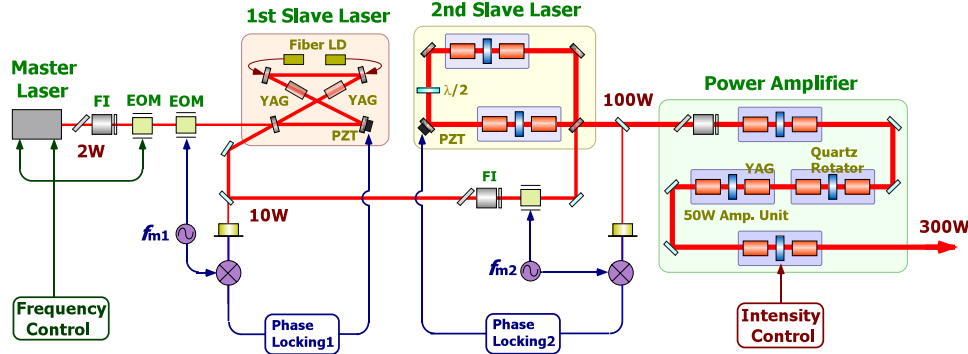 1st Slave Laser
2nd Slave Laser
Fiber LD
Master
Laser
FI
EOM
EOM
YAG
YAG
PZT
2W
λ/2
PZT
100W
Power Amplifier
Quartz
Rotator
YAG
50W Amp. Unit
300W
FI
10W
fm1
fm2
Frequency
Control
Phase
Locking1
Phase
Locking2
Intensity
Control